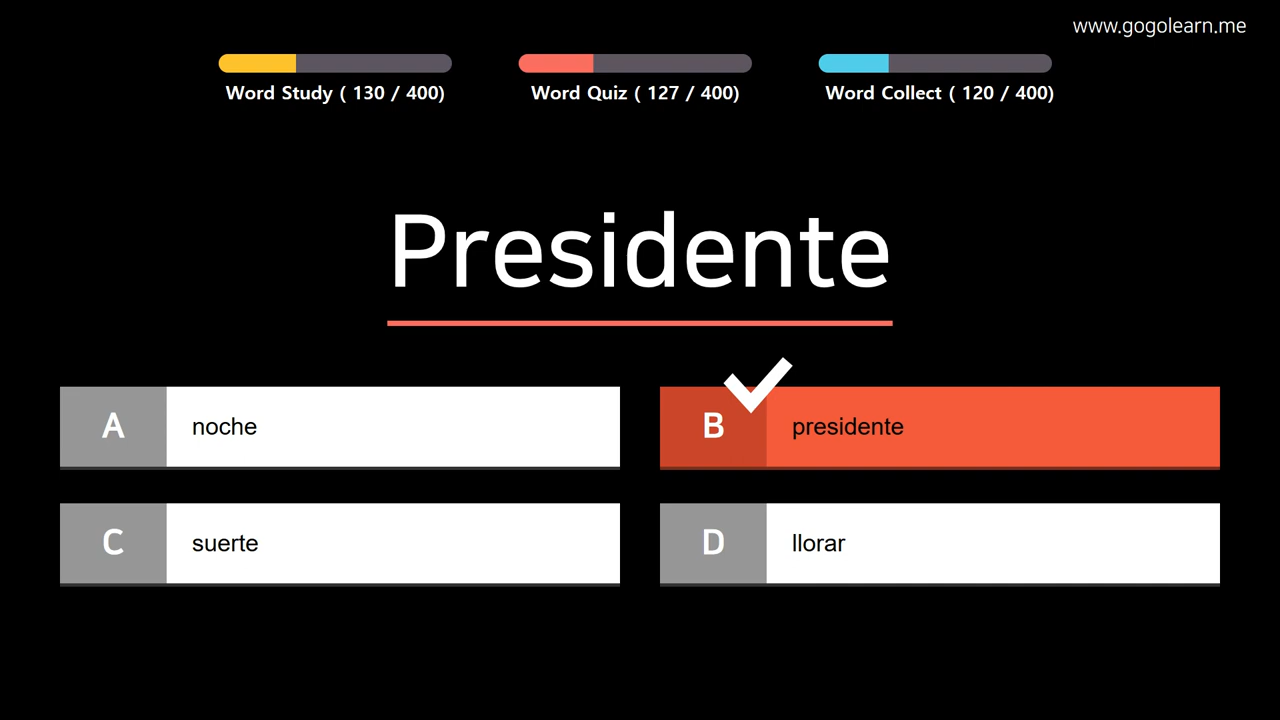 www.gogolearn.me
Word Study ( 130 / 400)
Word Quiz ( 127 / 400)
Word Collect ( 120 / 400)
Presidente
A noche
B presidente
C suerte
D llorar